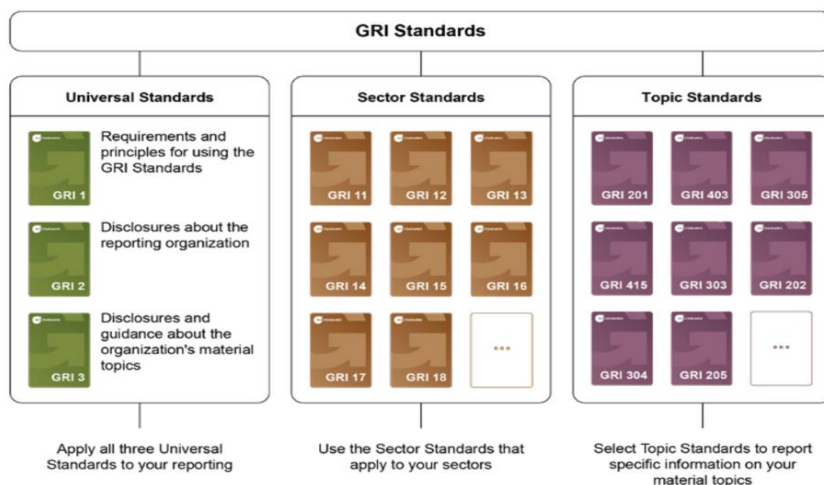 GRI Standards
Universal Standards
GRI 1
Requirements and
principles for using the
GRI Standards
GRI 2
Disclosures about the
reporting organization
GRI 3
Disclosures and
guidance about the
organization's material
topics
Apply all three Universal
Standards to your reporting
Sector Standards
GRI 11
GRI 12
GRI 13
GRI 14
GRI 15
GRI 16
GRI 17
GRI 18
...
Use the Sector Standards that
apply to your sectors
Topic Standards
GRI 201
GRI 403
GRI 305
GRI 415
GRI 303
GRI 202
GRI 304
GRI 205
...
Select Topic Standards to report
specific information on your
material topics